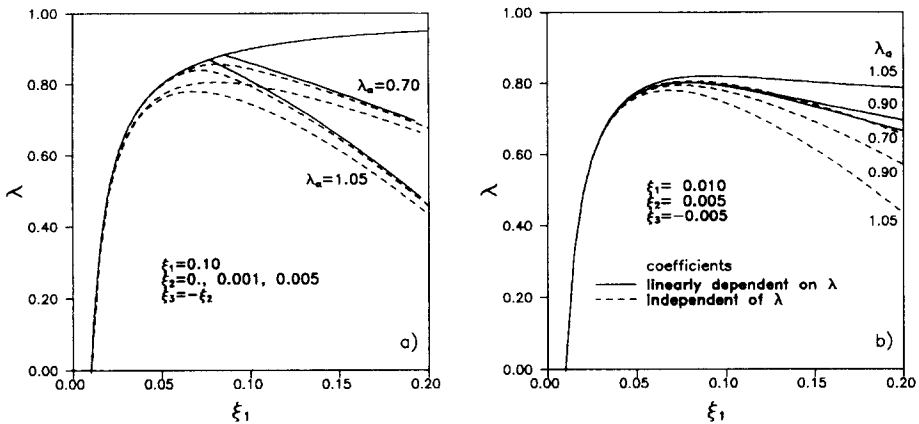 1.00
0.80
0.60
0.40
0.20
0.00
λ
λₐ=0.70
λₐ=1.05
ξ₁=0.10
ξ₂=0., 0.001, 0.005
ξ₃=−ξ₂
a)
0.00 0.05 0.10 0.15 0.20
ξ₁
1.00
0.80
0.60
0.40
0.20
0.00
λ
λₐ
1.05
0.90
0.70
0.90
1.05
ξ₁= 0.010
ξ₂= 0.005
ξ₃=−0.005
coefficients
linearly dependent on λ
independent of λ
b)
0.00 0.05 0.10 0.15 0.20
ξ₁